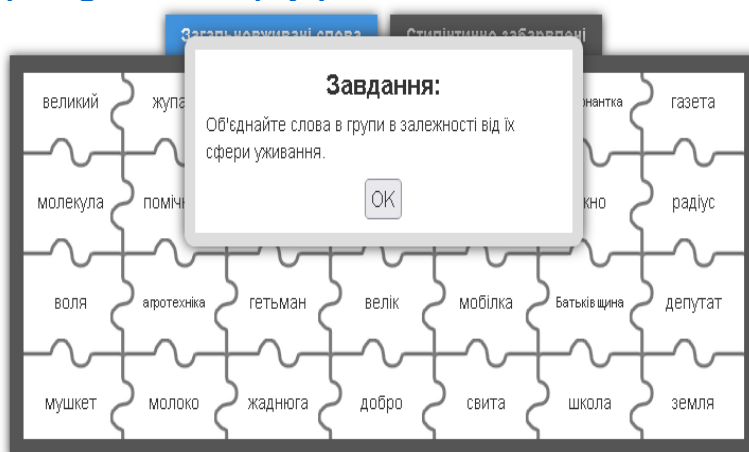 Загальновживані слова Стилістично забарвлені
Завдання:
Об'єднайте слова в групи в залежності від їх
сфери уживання.
OK
великий газета
молекула радіус
воля агротехніка гетьман велік мобілка Батьківщина депутат
мушкет молоко жаднюга добро свита школа земля